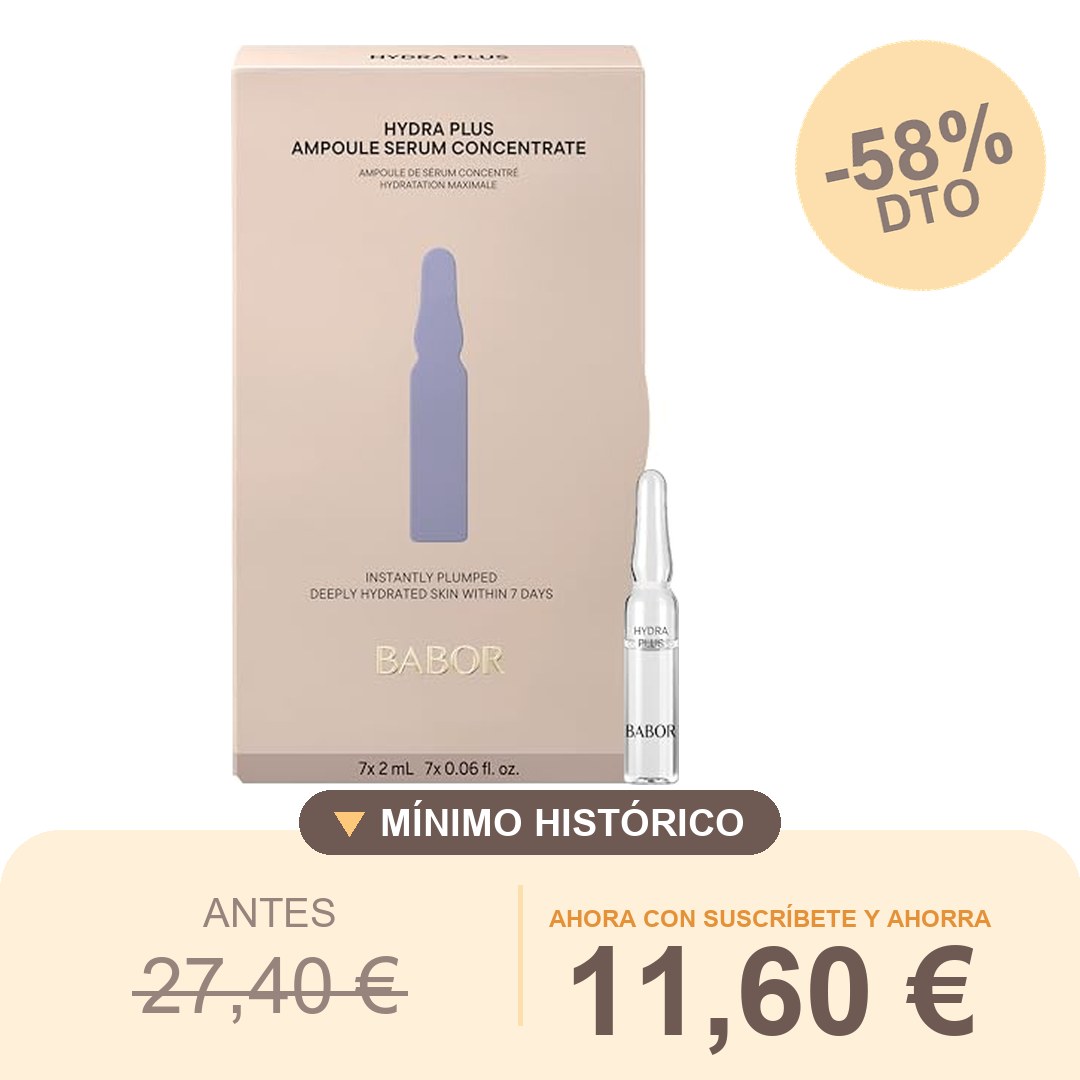 HYDRA PLUS
HYDRA PLUS
AMPOULE SERUM CONCENTRATE
AMPOULE DE SÉRUM CONCENTRÉ
HYDRATATION MAXIMALE
-58%
DTO
INSTANTLY PLUMPED
DEEPLY HYDRATED SKIN WITHIN 7 DAYS
BABOR
7x 2 mL 7x 0.06 fl. oz.
HYDRA
PLUS
BABOR
MÍNIMO HISTÓRICO
ANTES
27,40 €
AHORA CON SUSCRÍBETE Y AHORRA
11,60 €